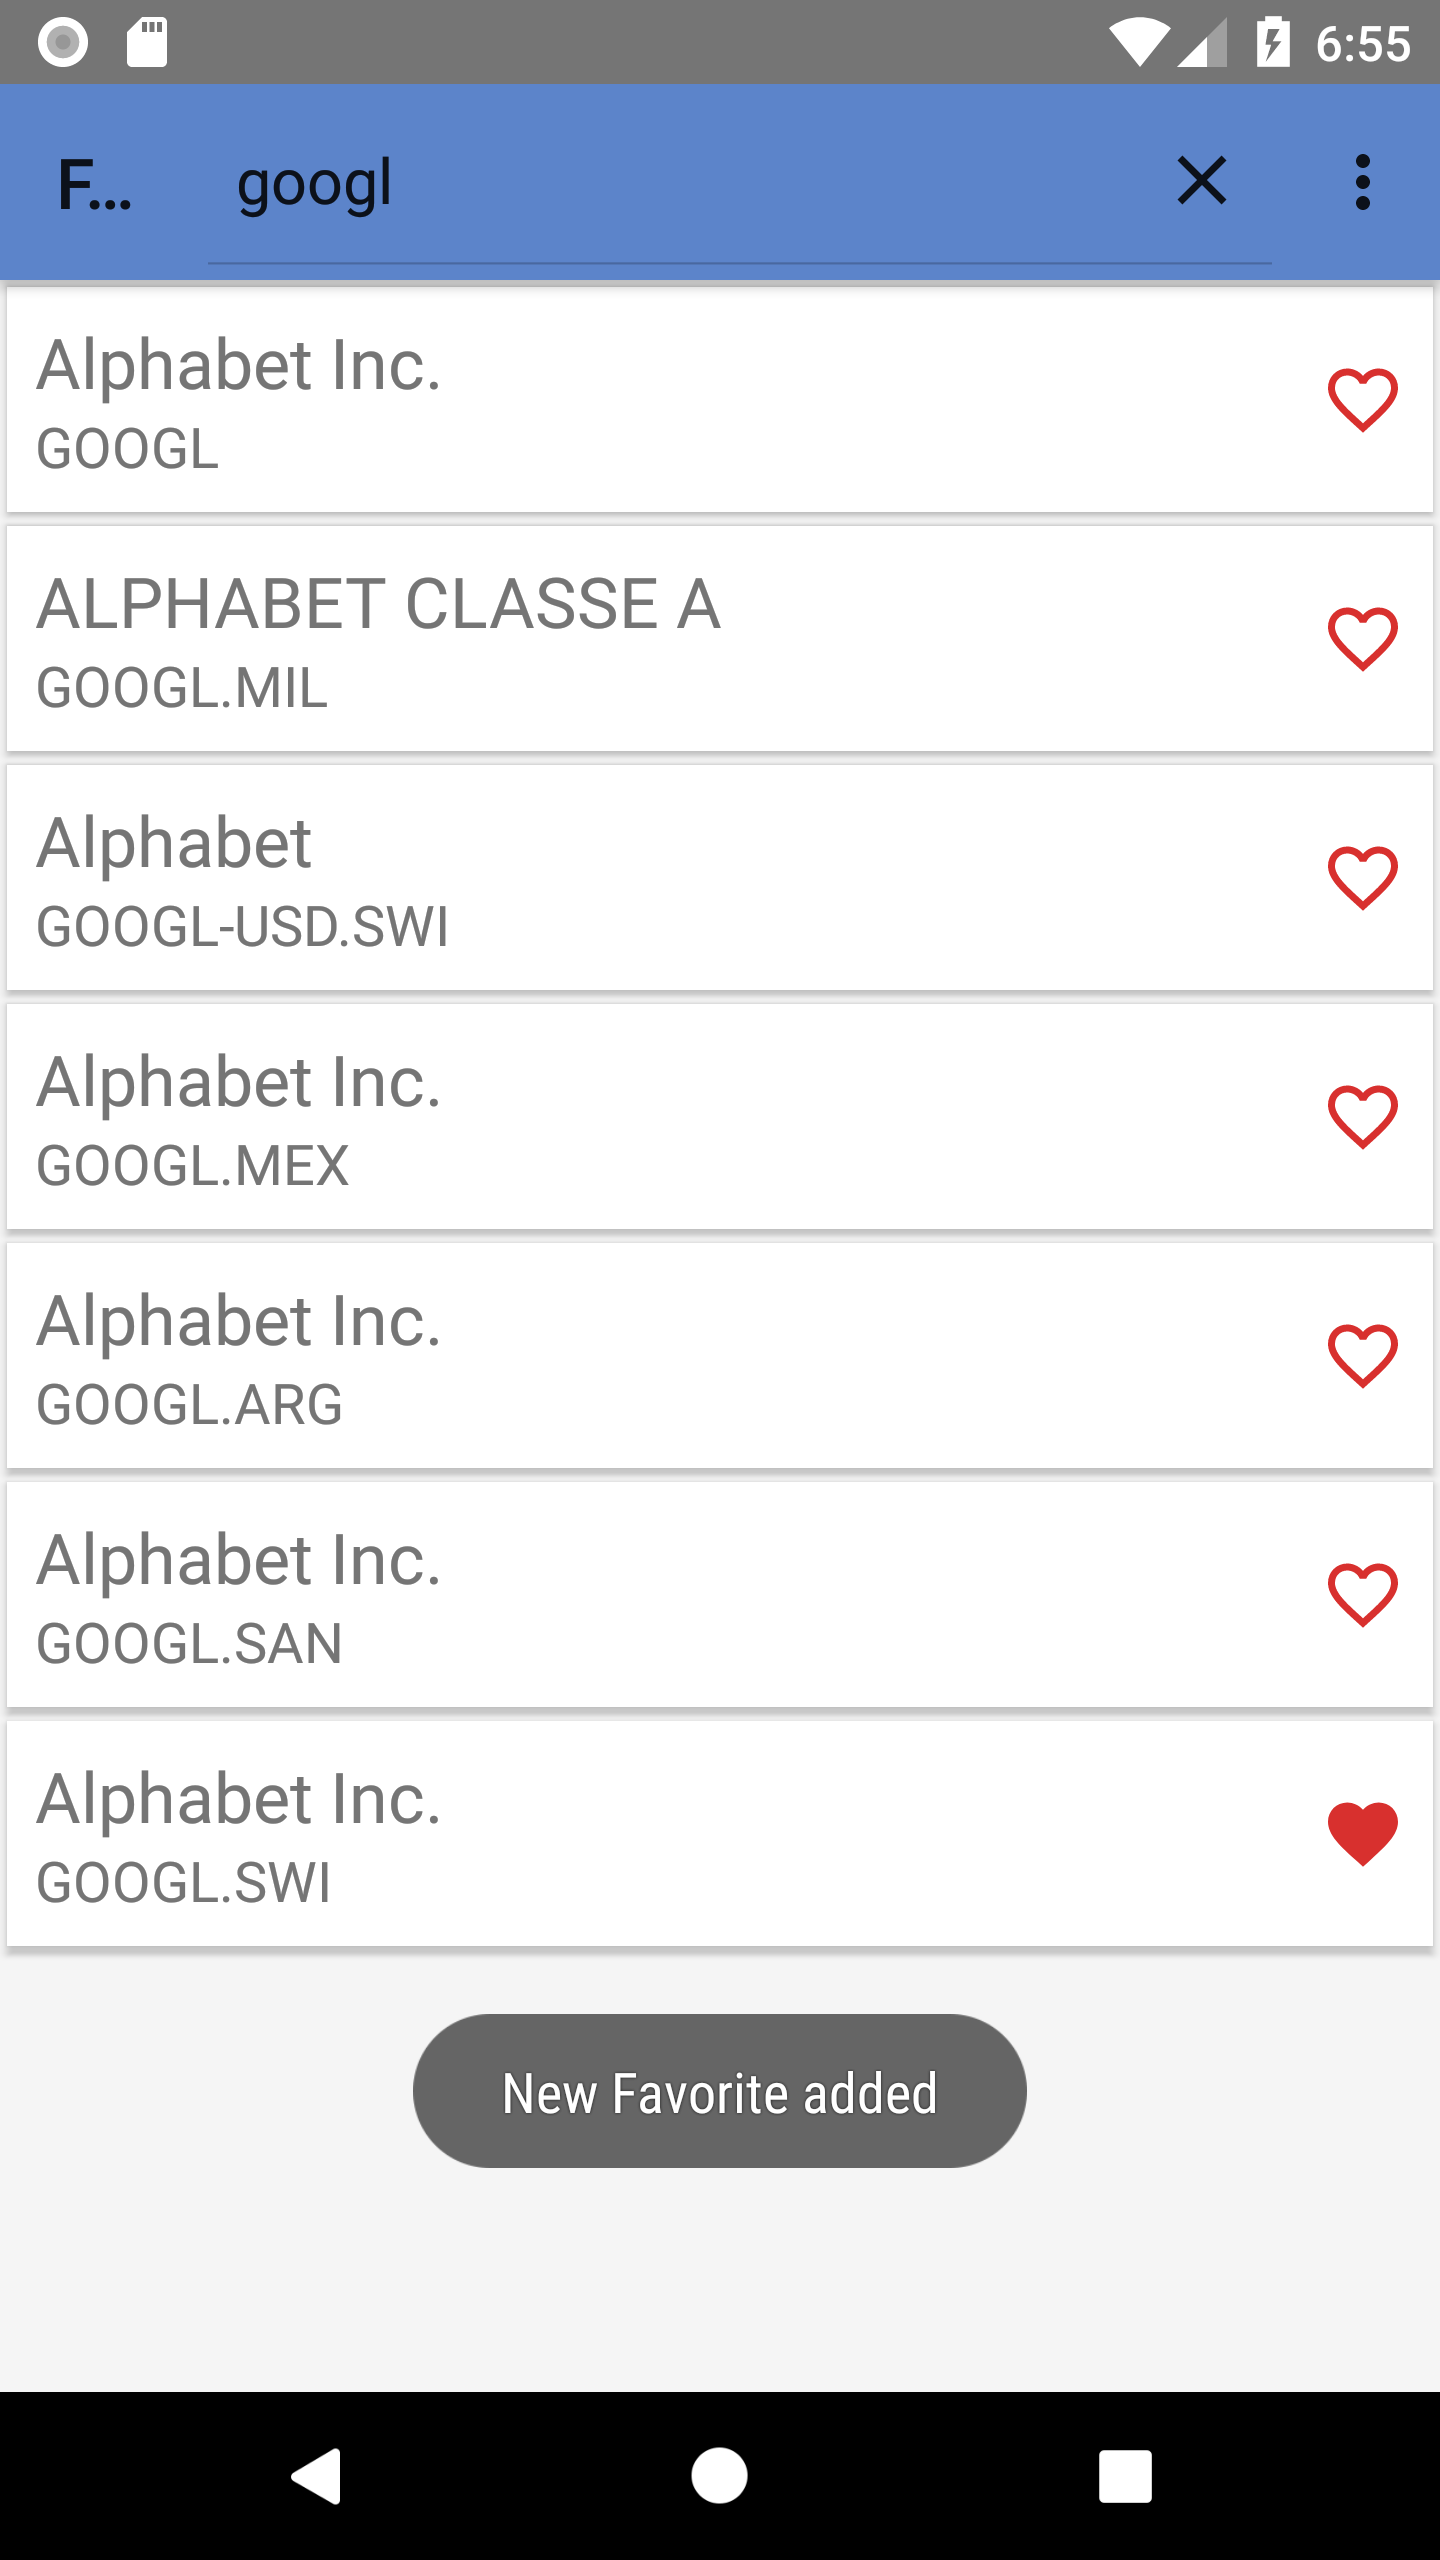 6:55
F...
googl
Alphabet Inc.
GOOGL
ALPHABET CLASSE A
GOOGL.MIL
Alphabet
GOOGL-USD.SWI
Alphabet Inc.
GOOGL.MEX
Alphabet Inc.
GOOGL.ARG
Alphabet Inc.
GOOGL.SAN
Alphabet Inc.
GOOGL.SWI
New Favorite added